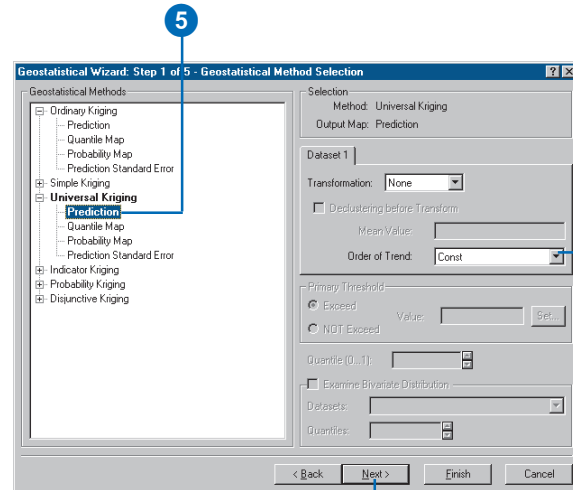 5
Geostatistical Wizard: Step 1 of 5 - Geostatistical Method Selection
Geostatistical Methods
Ordinary Kriging
Prediction
Quantile Map
Probability Map
Prediction Standard Error
Simple Kriging
Universal Kriging
Prediction
Quantile Map
Probability Map
Prediction Standard Error
Indicator Kriging
Probability Kriging
Disjunctive Kriging
Selection
Method: Universal Kriging
Output Map: Prediction
Dataset 1
Transformation: None
Declustering before Transform
Mean Value:
Order of Trend: Const
Primary Threshold
Exceed
Value: Set...
NOT Exceed
Quantile (0...1):
Examine Bivariate Distribution
Datasets:
Quantiles:
< Back Next > Finish Cancel